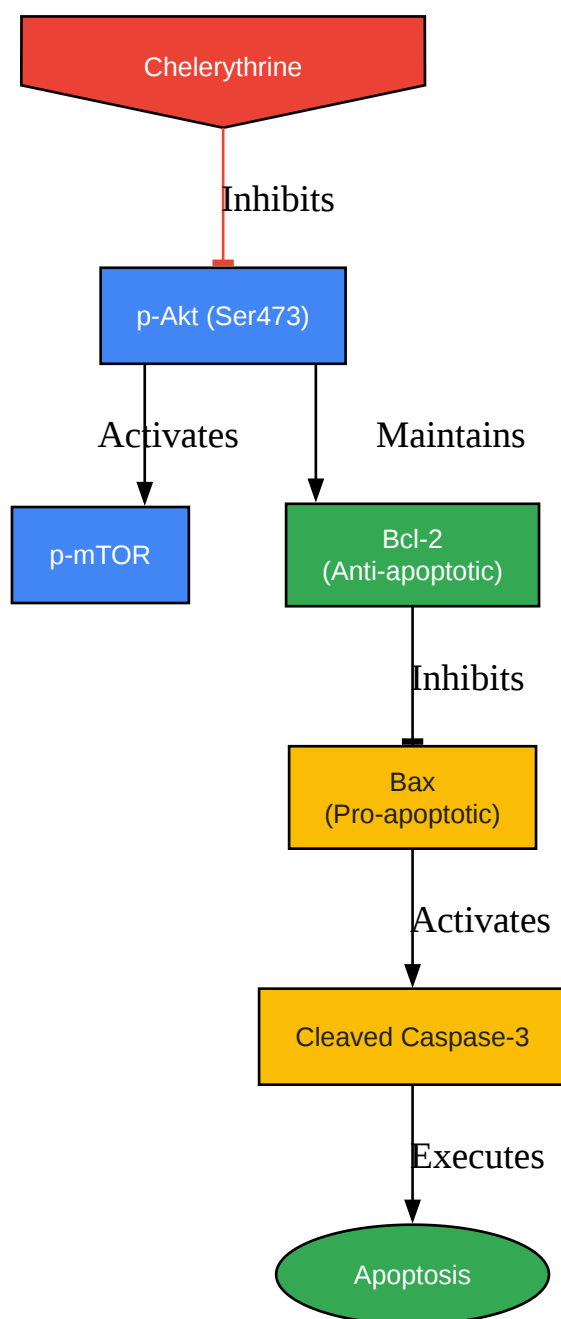 Chelerythrine
Inhibits
p-Akt (Ser473)
Activates
Maintains
p-mTOR
Bcl-2
(Anti-apoptotic)
Inhibits
Bax
(Pro-apoptotic)
Activates
Cleaved Caspase-3
Executes
Apoptosis